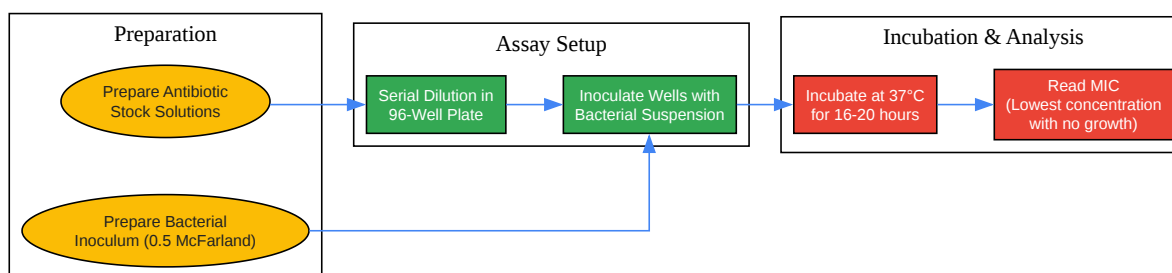 Preparation
Prepare Antibiotic
Stock Solutions
Prepare Bacterial
Inoculum (0.5 McFarland)
Assay Setup
Serial Dilution in
96-Well Plate
Inoculate Wells with
Bacterial Suspension
Incubation & Analysis
Incubate at 37°C
for 16-20 hours
Read MIC
(Lowest concentration
with no growth)